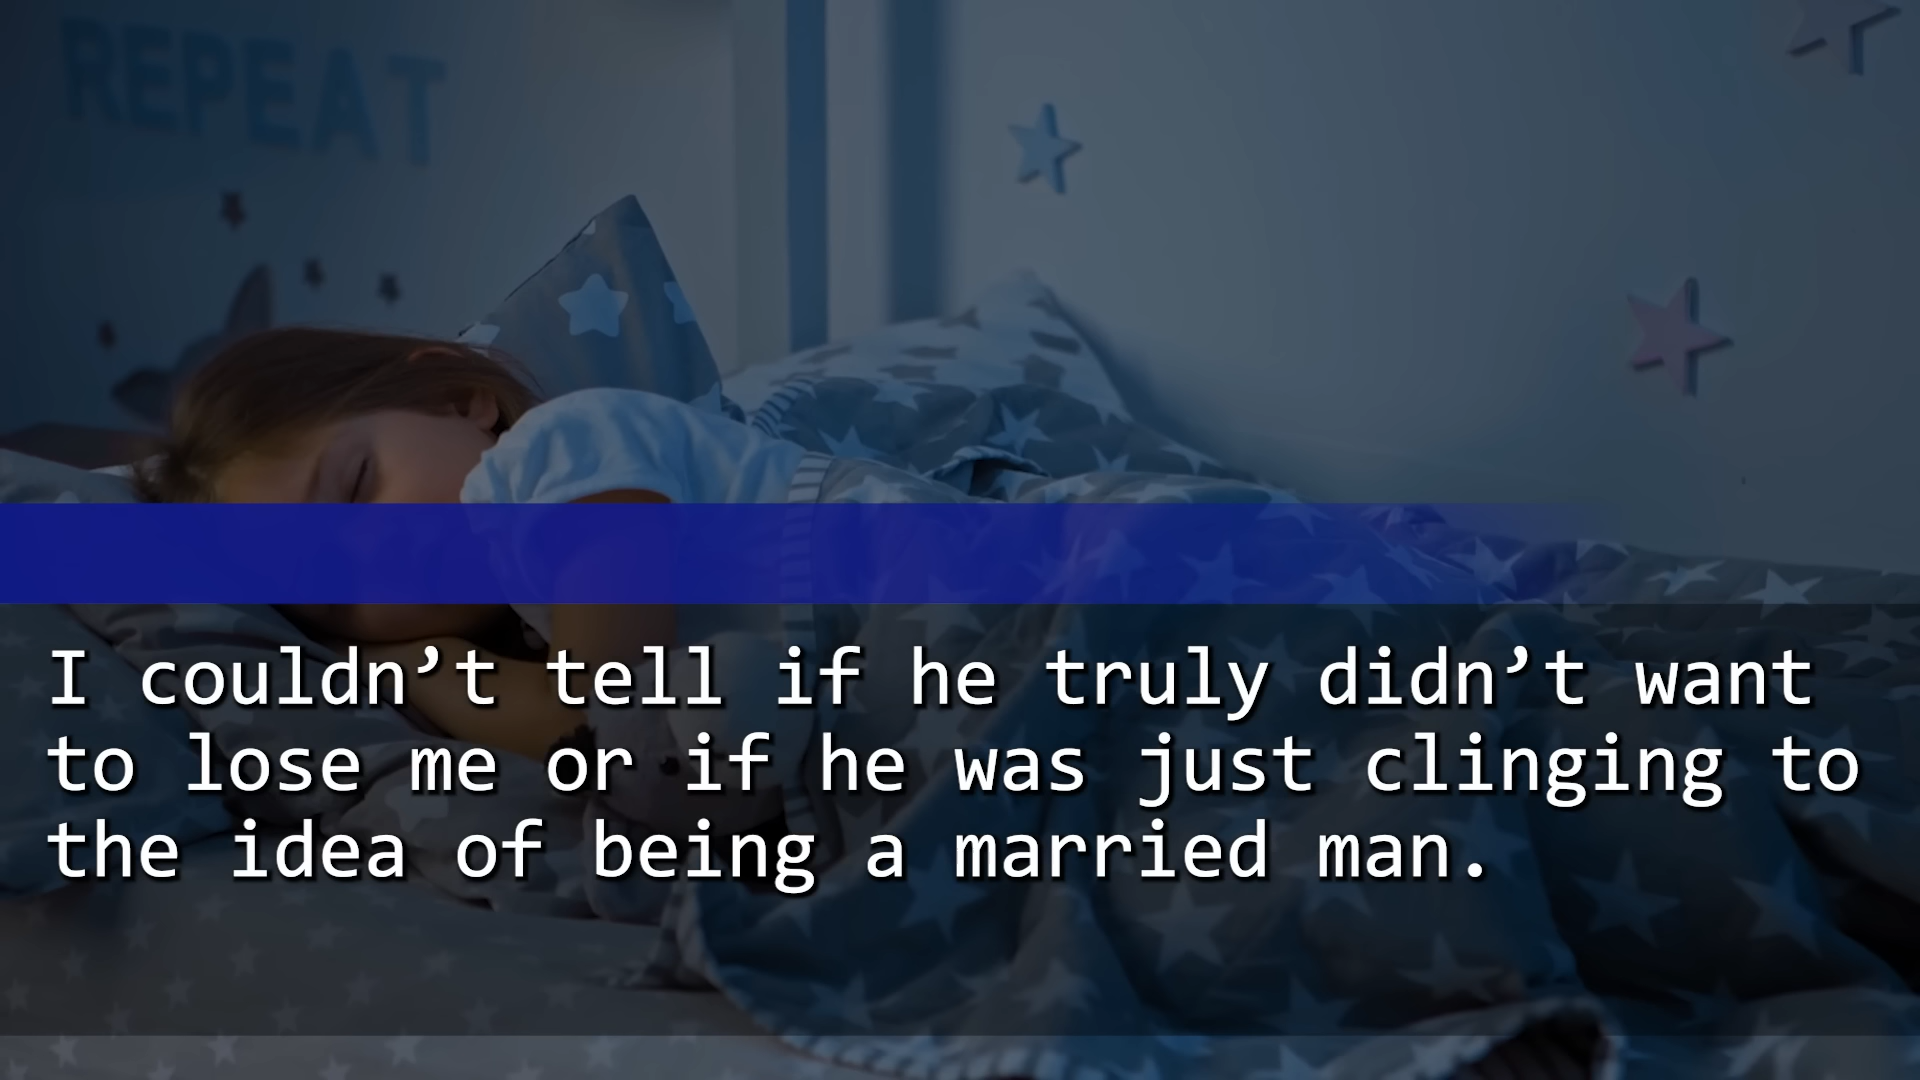 REPEAT
I couldn’t tell if he truly didn’t want
to lose me or if he was just clinging to
the idea of being a married man.